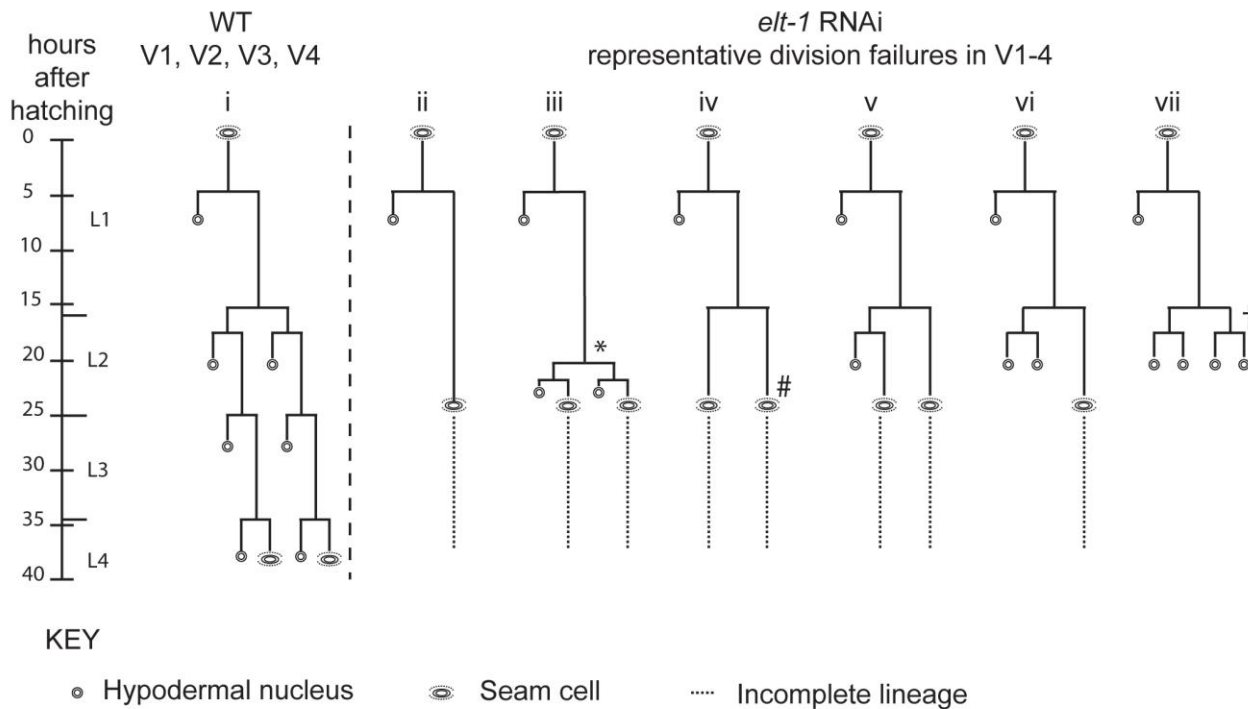 WT
V1, V2, V3, V4
elt-1 RNAi
representative division failures in V1-4
hours
after
hatching
i
ii
iii
iv
v
vi
vii
0
5
L1
10
15
*
20
L2
#
25
30
L3
35
L4
40
KEY
Hypodermal nucleus
Seam cell
Incomplete lineage